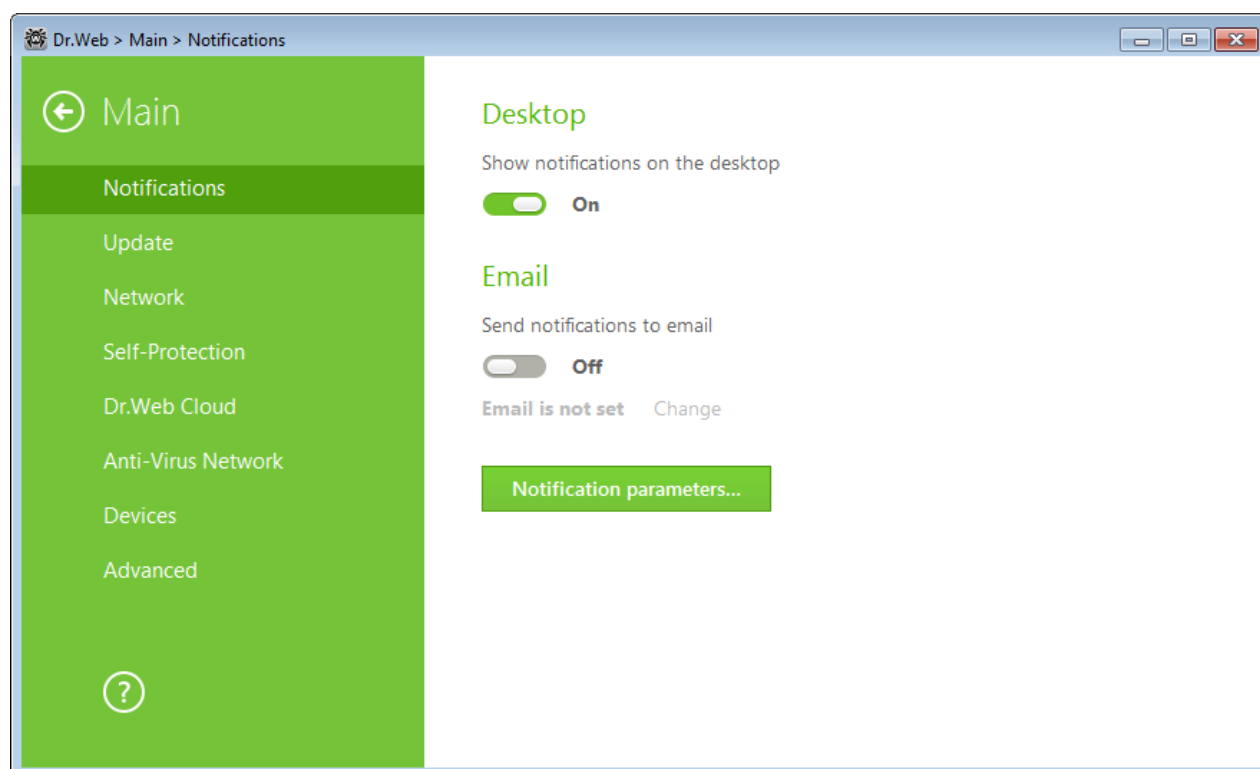 Dr.Web > Main > Notifications
Main
Notifications
Update
Network
Self-Protection
Dr.Web Cloud
Anti-Virus Network
Devices
Advanced
?
Desktop
Show notifications on the desktop
On
Email
Send notifications to email
Off
Email is not set Change
Notification parameters...